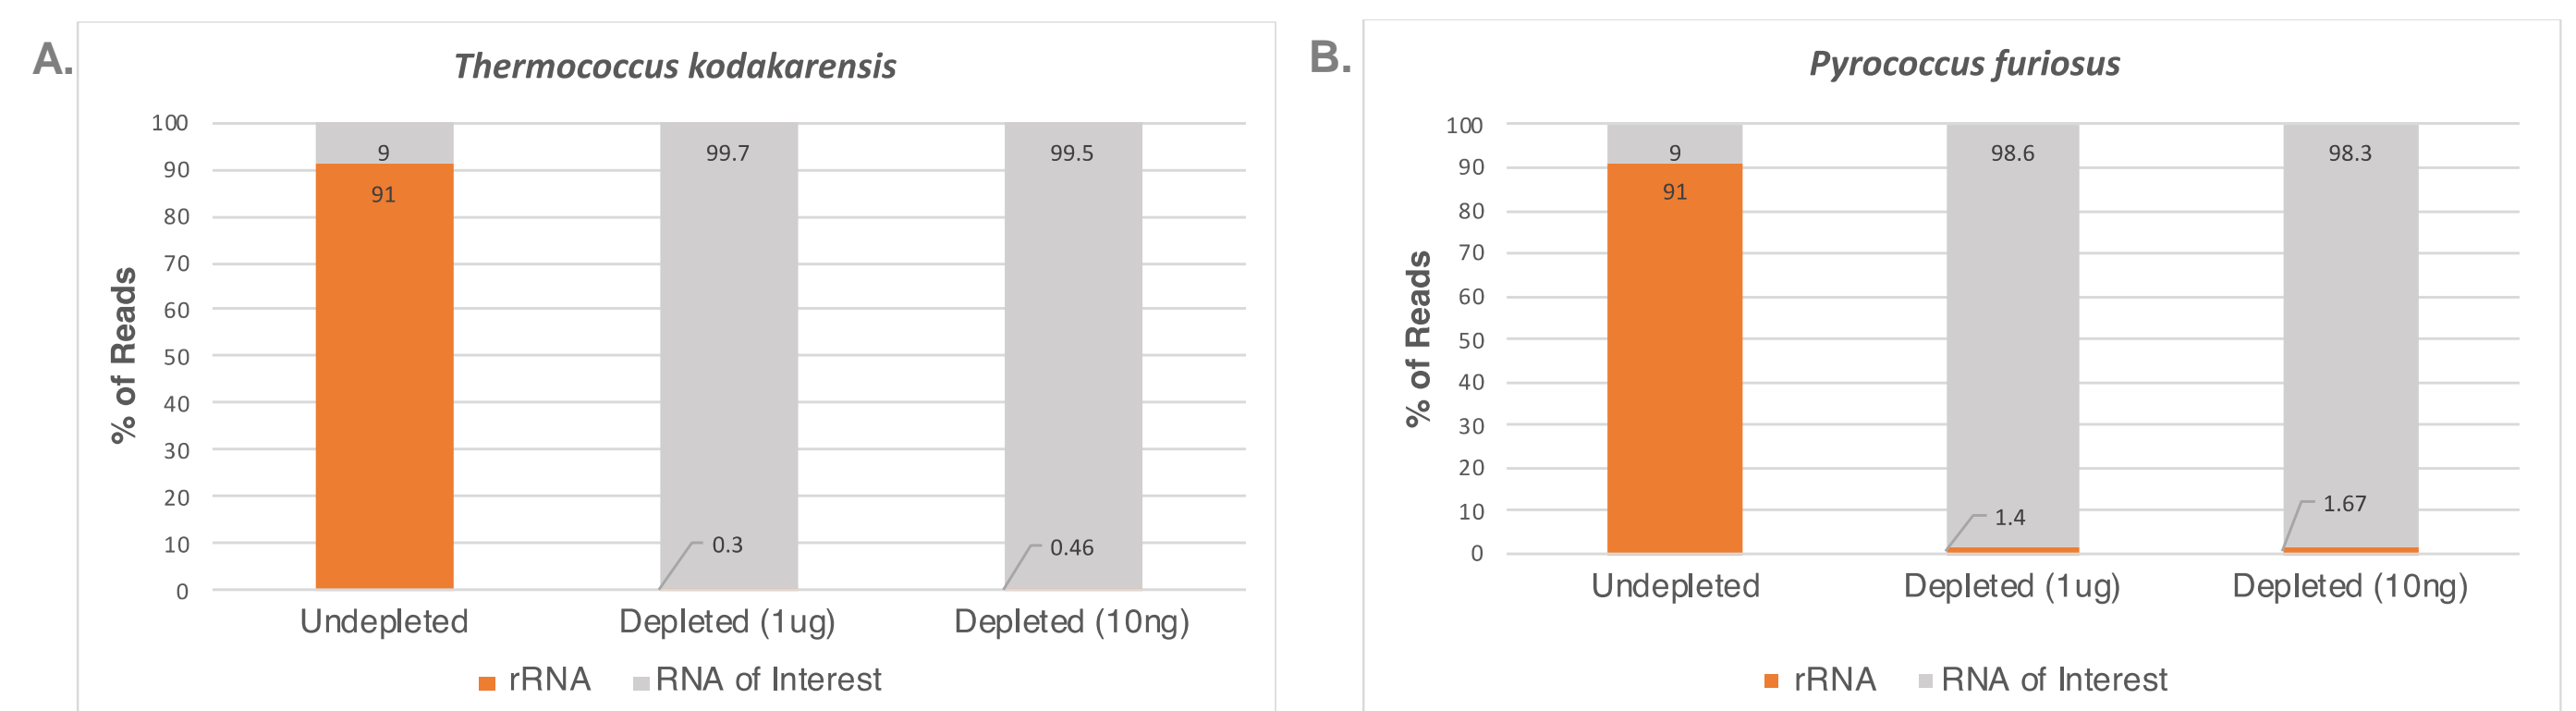 A.
Thermococcus kodakarensis
% of Reads
100
90
80
70
60
50
40
30
20
10
0
9
91
99.7
0.3
99.5
0.46
Undepleted
Depleted (1ug)
Depleted (10ng)
rRNA
RNA of Interest
B.
Pyrococcus furiosus
% of Reads
100
90
80
70
60
50
40
30
20
10
0
9
91
98.6
1.4
98.3
1.67
Undepleted
Depleted (1ug)
Depleted (10ng)
rRNA
RNA of Interest